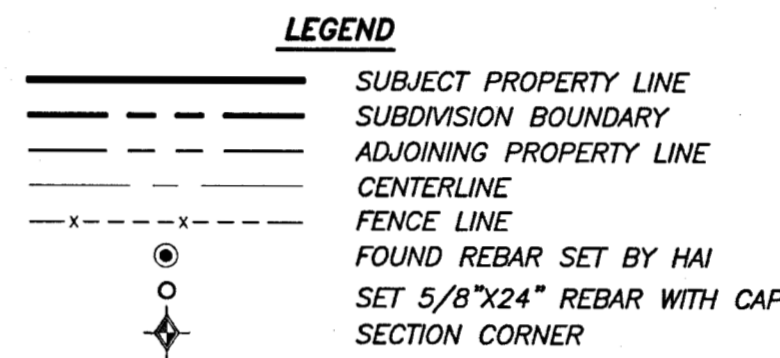 LEGEND
SUBJECT PROPERTY LINE
SUBDIVISION BOUNDARY
ADJOINING PROPERTY LINE
CENTERLINE
x x FENCE LINE
FOUND REBAR SET BY HAI
SET 5/8"X24" REBAR WITH CAP
SECTION CORNER